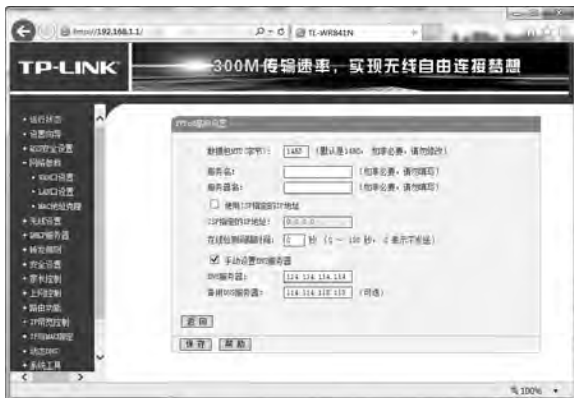 http://192.168.1.1/
TL-WR841N
TP-LINK
300M传输速率，实现无线自由连接梦想
• 运行状态
• 设置向导
• QSS安全设置
- 网络参数
• WAN口设置
• LAN口设置
• MAC地址克隆
+ 无线设置
+ DHCP服务器
+ 转发规则
+ 安全设置
+ 家长控制
+ 上网控制
+ 路由功能
+ IP带宽控制
+ IP与MAC绑定
• 动态DNS
+ 系统工具
PPPoE高级设置
数据包MTU(字节)： 1480 （默认是1480，如非必要，请勿修改）
服务名： （如非必要，请勿填写）
服务器名： （如非必要，请勿填写）
使用ISP指定的IP地址
ISP指定的IP地址： 0.0.0.0
在线检测间隔时间： 0 秒（0 ~ 120 秒，0 表示不发送）
手动设置DNS服务器
DNS服务器： 114.114.114.114
备用DNS服务器： （可选）
返回
保存 帮助
100%